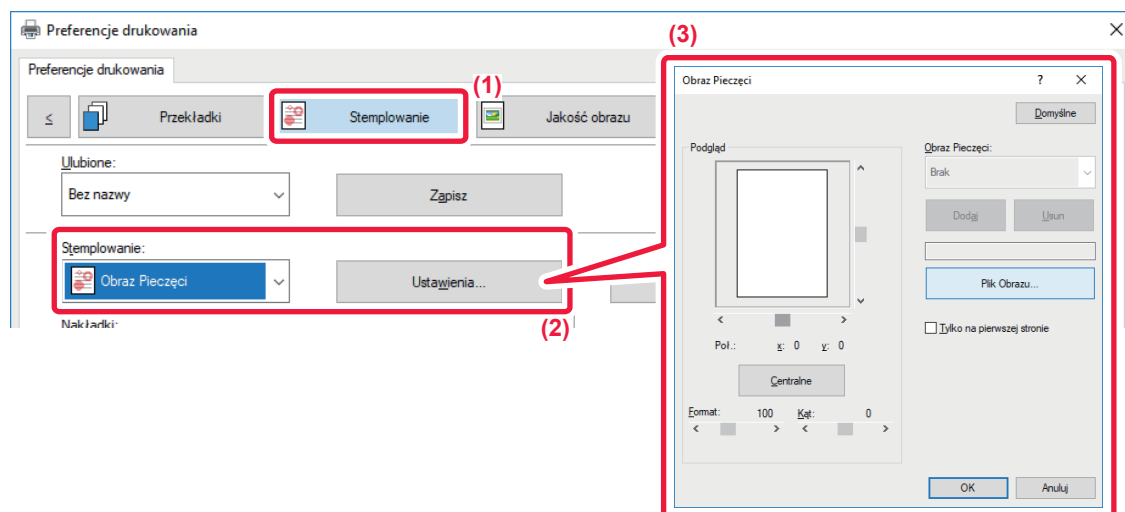 Preferencje drukowania
Preferencje drukowania
(1)
≤
Przekładki
Stemplowanie
Jakość obrazu
Ulubione:
Bez nazwy
Zapisz
Stemplowanie:
Obraz Pieczęci
Ustawienia...
Nakładki:
(2)
(3)
Obraz Pieczęci
?
Domyślne
Podgląd
Obraz Pieczęci:
Brak
Dodaj
Usun
Plik Obrazu...
Tylko na pierwszej stronie
Poł.: x: 0 y: 0
Centralne
Format: 100 Kąt: 0
OK
Anuluj